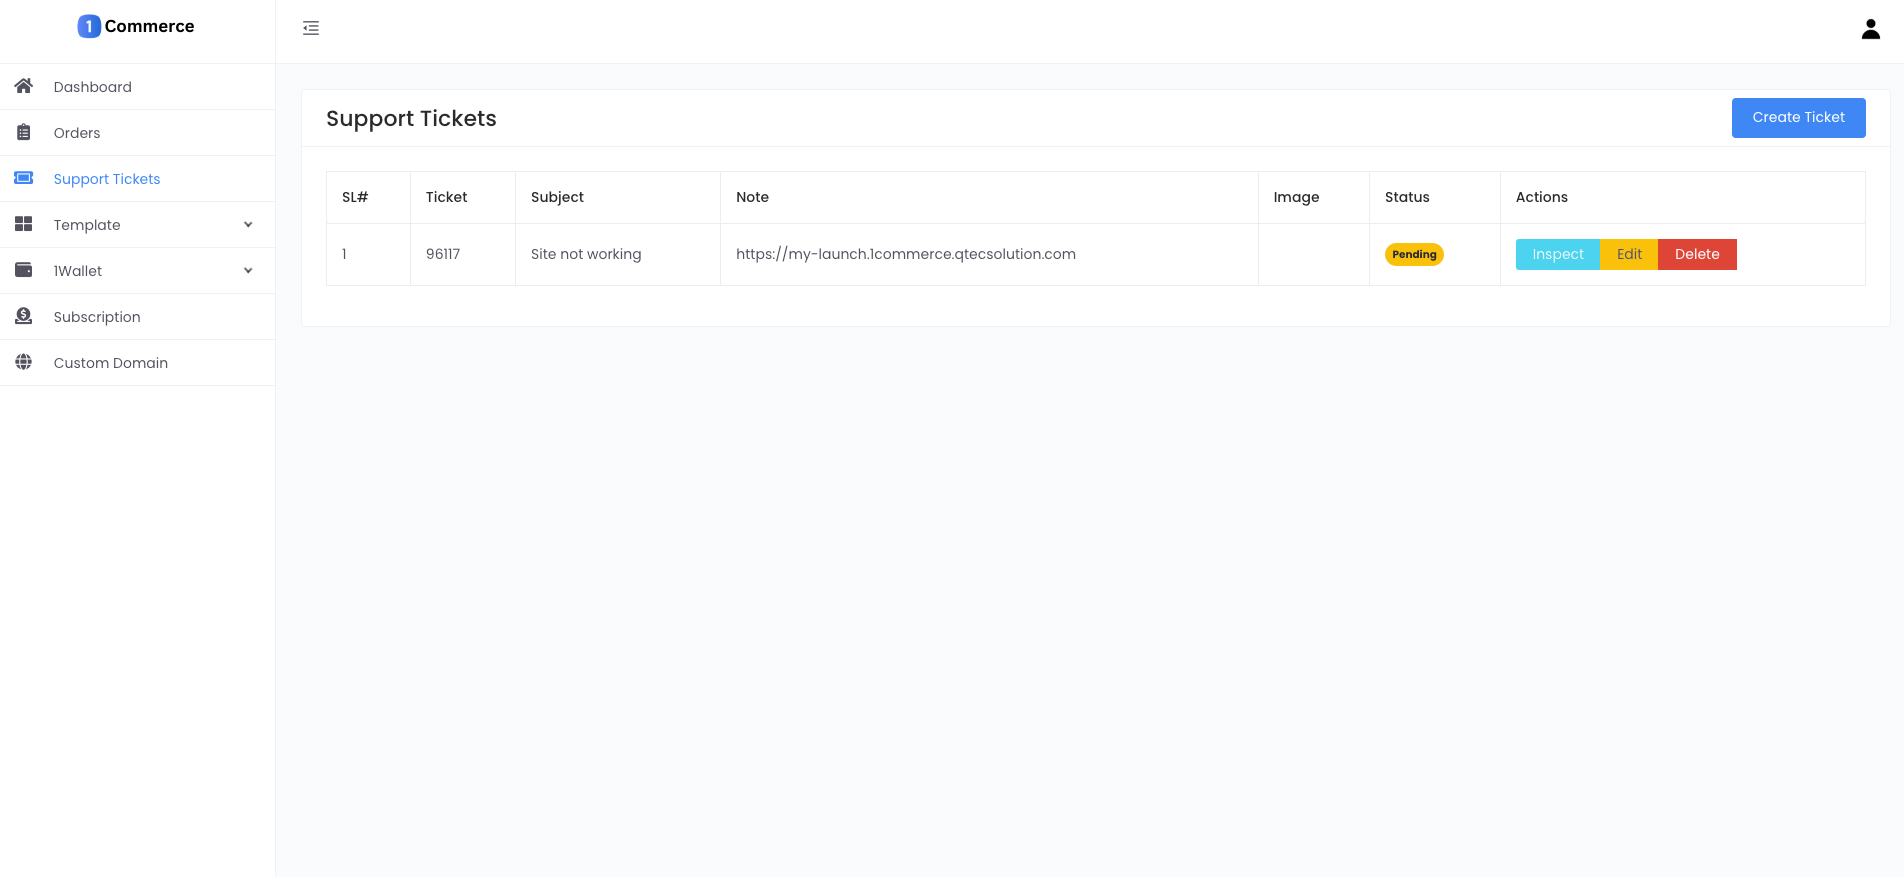 1 Commerce
Dashboard
Orders
Support Tickets
Template
1Wallet
Subscription
Custom Domain
Support Tickets
Create Ticket
SL# Ticket Subject Note Image Status Actions
1 96117 Site not working https://my-launch.1commerce.qtecsolution.com Pending Inspect Edit Delete